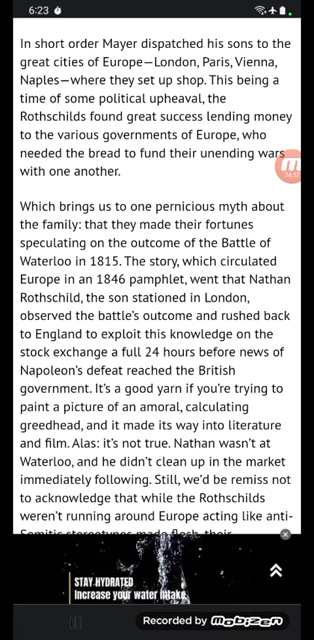 6:23
In short order Mayer dispatched his sons to the
great cities of Europe—London, Paris, Vienna,
Naples—where they set up shop. This being a
time of some political upheaval, the
Rothschilds found great success lending money
to the various governments of Europe, who
needed the bread to fund their unending wars
with one another.
Which brings us to one pernicious myth about
the family: that they made their fortunes
speculating on the outcome of the Battle of
Waterloo in 1815. The story, which circulated
Europe in an 1846 pamphlet, went that Nathan
Rothschild, the son stationed in London,
observed the battle's outcome and rushed back
to England to exploit this knowledge on the
stock exchange a full 24 hours before news of
Napoleon's defeat reached the British
government. It's a good yarn if you're trying to
paint a picture of an amoral, calculating
greedhead, and it made its way into literature
and film. Alas: it's not true. Nathan wasn't at
Waterloo, and he didn't clean up in the market
immediately following. Still, we'd be remiss not
to acknowledge that while the Rothschilds
weren't running around Europe acting like anti-
Semitic stereotypes made flesh, their
STAY HYDRATED
Increase your water intake
Recorded by mobizen